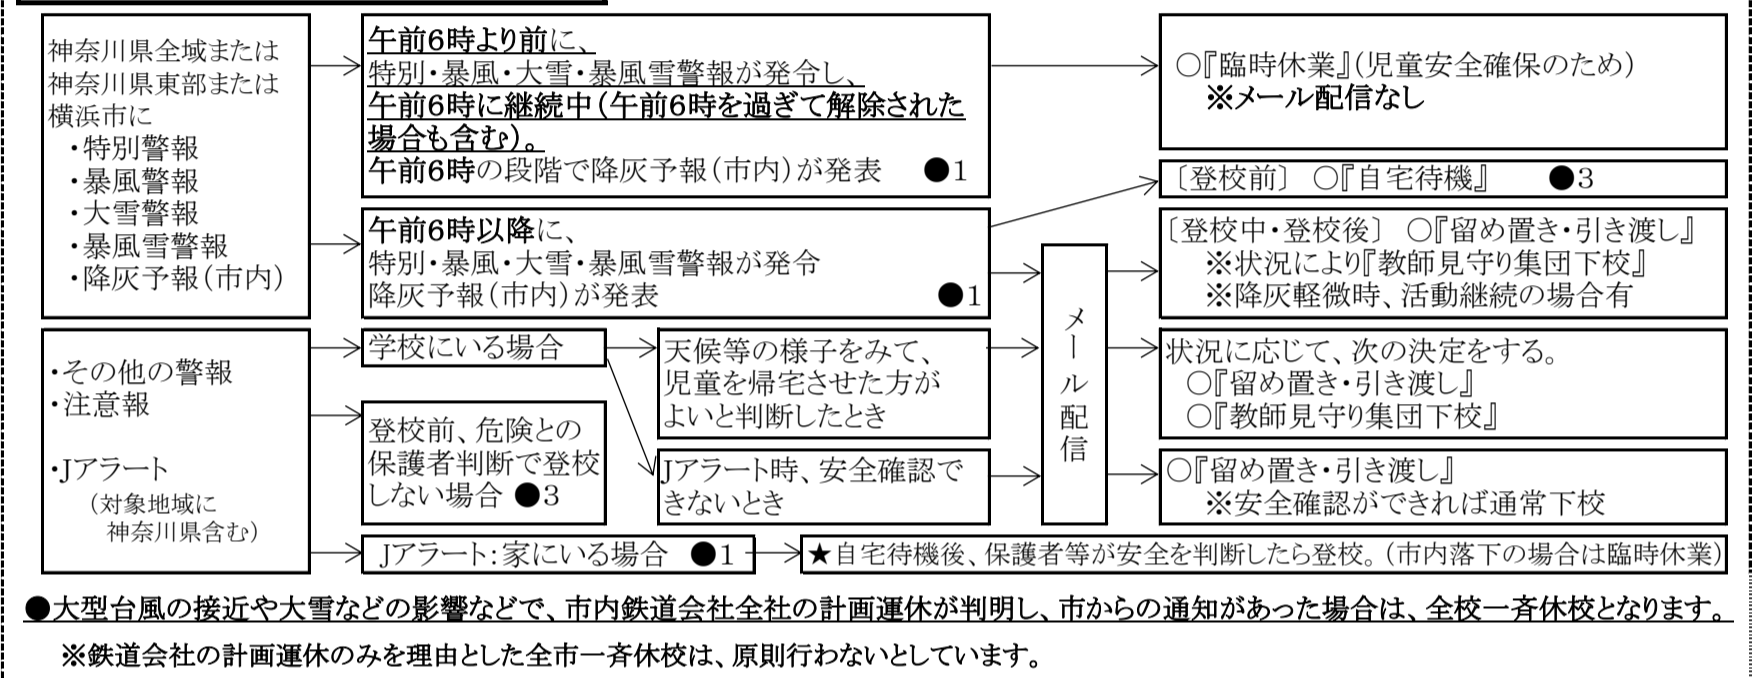 神奈川県全域または
神奈川県東部または
横浜市に
・特別警報
・暴風警報
・大雪警報
・暴風雪警報
・降灰予報(市内)
午前6時より前に、
特別・暴風・大雪・暴風雪警報が発令し、
午前6時に継続中(午前6時を過ぎて解除された
場合も含む)。
午前6時の段階で降灰予報(市内)が発表 ●1
○『臨時休業』(児童安全確保のため)
※メール配信なし
午前6時以降に、
特別・暴風・大雪・暴風雪警報が発令
降灰予報(市内)が発表 ●1
〔登校前〕 ○『自宅待機』 ●3
〔登校中・登校後〕 ○『留め置き・引き渡し』
※状況により『教師見守り集団下校』
※降灰軽微時、活動継続の場合有
メール配信
・その他の警報
・注意報
・Jアラート
(対象地域に
神奈川県含む)
学校にいる場合
天候等の様子をみて、
児童を帰宅させた方が
よいと判断したとき
状況に応じて、次の決定をする。
○『留め置き・引き渡し』
○『教師見守り集団下校』
登校前、危険との
保護者判断で登校
しない場合 ●3
Jアラート時、安全確認で
きないとき
○『留め置き・引き渡し』
※安全確認ができれば通常下校
Jアラート:家にいる場合 ●1
★自宅待機後、保護者等が安全を判断したら登校。(市内落下の場合は臨時休業)
●大型台風の接近や大雪などの影響などで、市内鉄道会社全社の計画運休が判明し、市からの通知があった場合は、全校一斉休校となります。
※鉄道会社の計画運休のみを理由とした全市一斉休校は、原則行わないとしています。